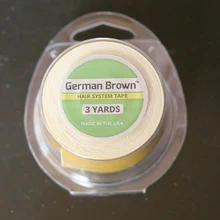 German Brown™
HAIR SYSTEM TAPE
3 YARDS
MADE IN THE USA